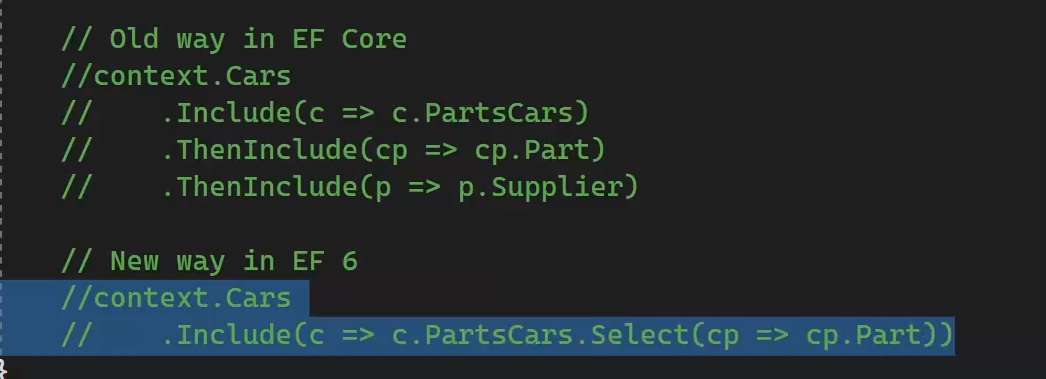 // Old way in EF Core
//context.Cars
//    .Include(c => c.PartsCars)
//    .ThenInclude(cp => cp.Part)
//    .ThenInclude(p => p.Supplier)

// New way in EF 6
//context.Cars
//    .Include(c => c.PartsCars.Select(cp => cp.Part))